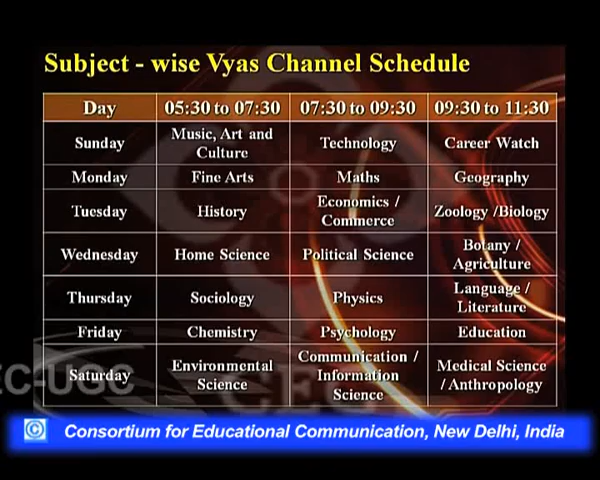 Subject - wise Vyas Channel Schedule
Day 05:30 to 07:30 07:30 to 09:30 09:30 to 11:30
Sunday Music, Art and Culture Technology Career Watch
Monday Fine Arts Maths Geography
Tuesday History Economics / Commerce Zoology /Biology
Wednesday Home Science Political Science Botany / Agriculture
Thursday Sociology Physics Language / Literature
Friday Chemistry Psychology Education
Saturday Environmental Science Communication / Information Science Medical Science / Anthropology
EC-UGC
CEC
© Consortium for Educational Communication, New Delhi, India